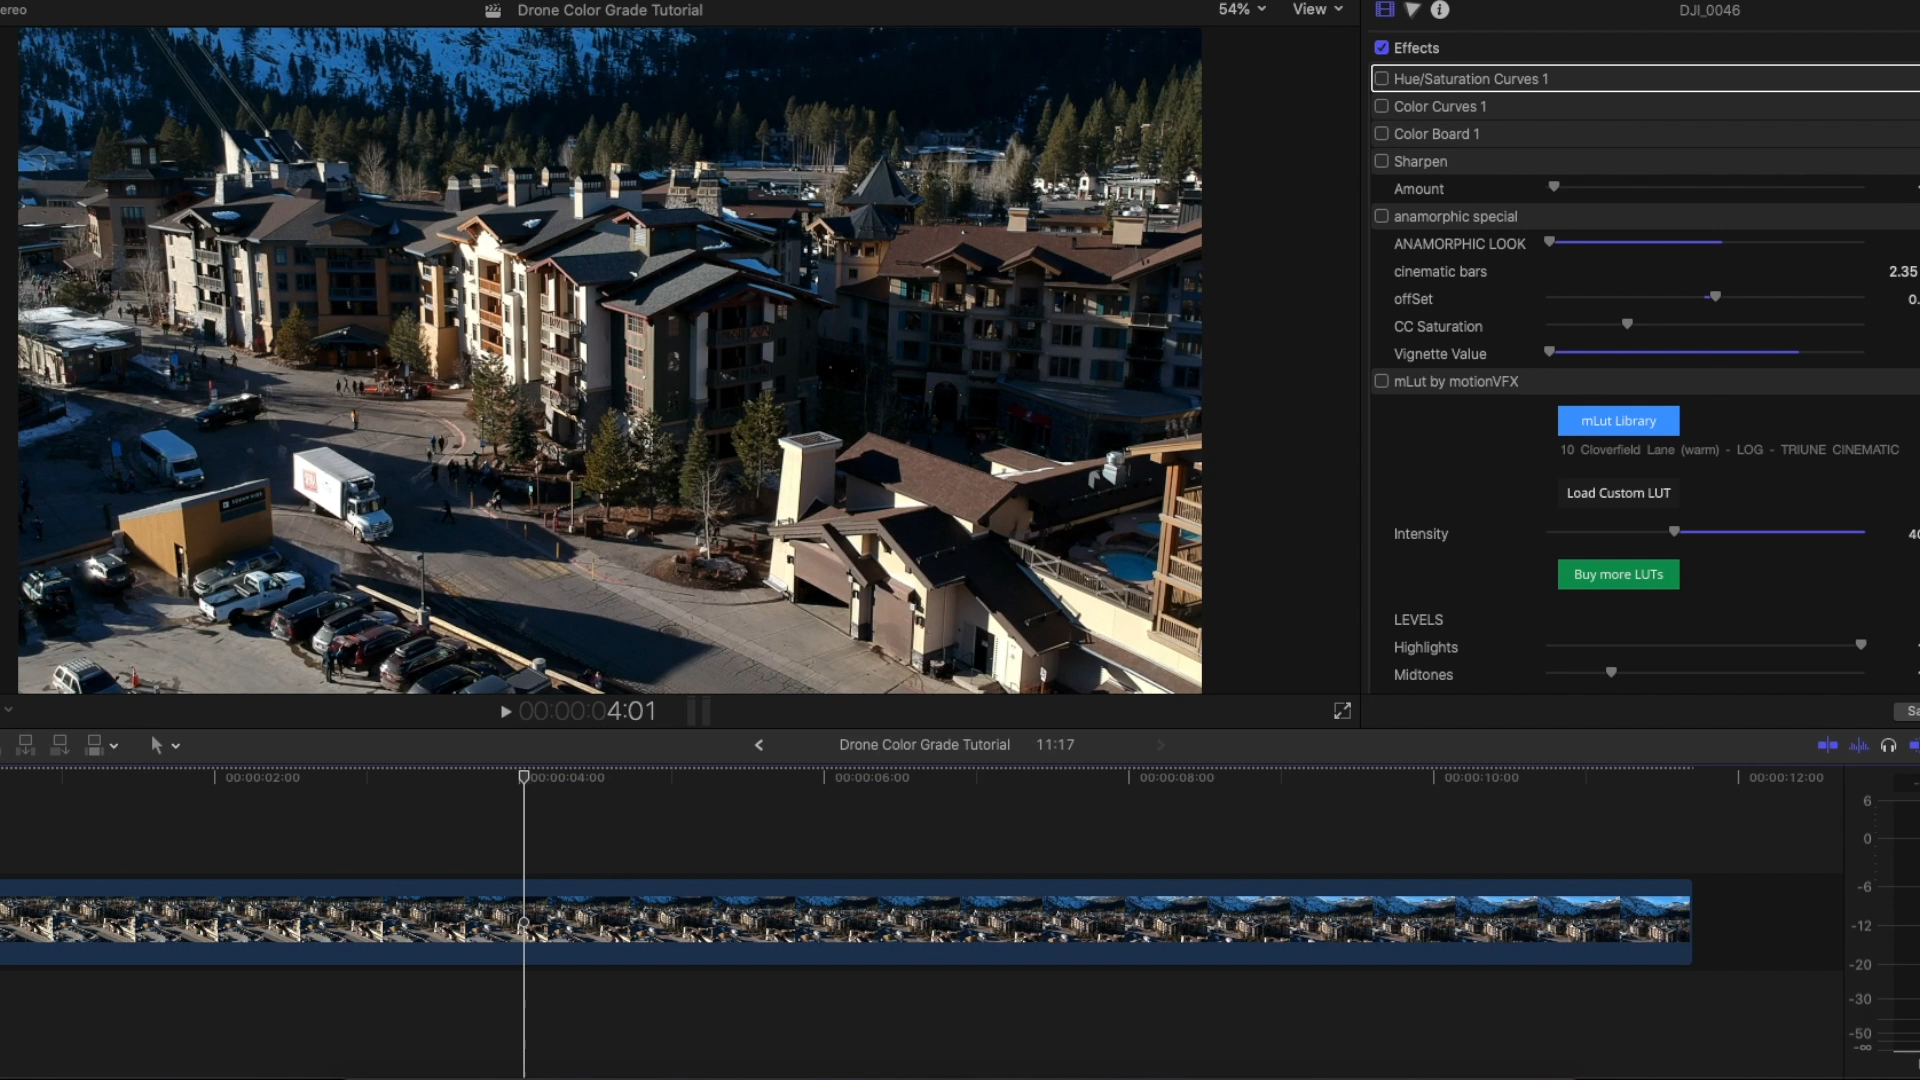 ereo
Drone Color Grade Tutorial
54%
View
DJI_0046
Effects
Hue/Saturation Curves 1
Color Curves 1
Color Board 1
Sharpen
Amount
anamorphic special
ANAMORPHIC LOOK
cinematic bars
2.35
offSet
0.
CC Saturation
Vignette Value
mLut by motionVFX
mLut Library
10 Cloverfield Lane (warm) - LOG - TRIUNE CINEMATIC
Load Custom LUT
Intensity
40
Buy more LUTs
LEVELS
Highlights
Midtones
00:00:04:01
Sa
Drone Color Grade Tutorial
11:17
00:00:02:00
00:00:04:00
00:00:06:00
00:00:08:00
00:00:10:00
00:00:12:00
6
0
-6
-12
-20
-30
-50
-∞